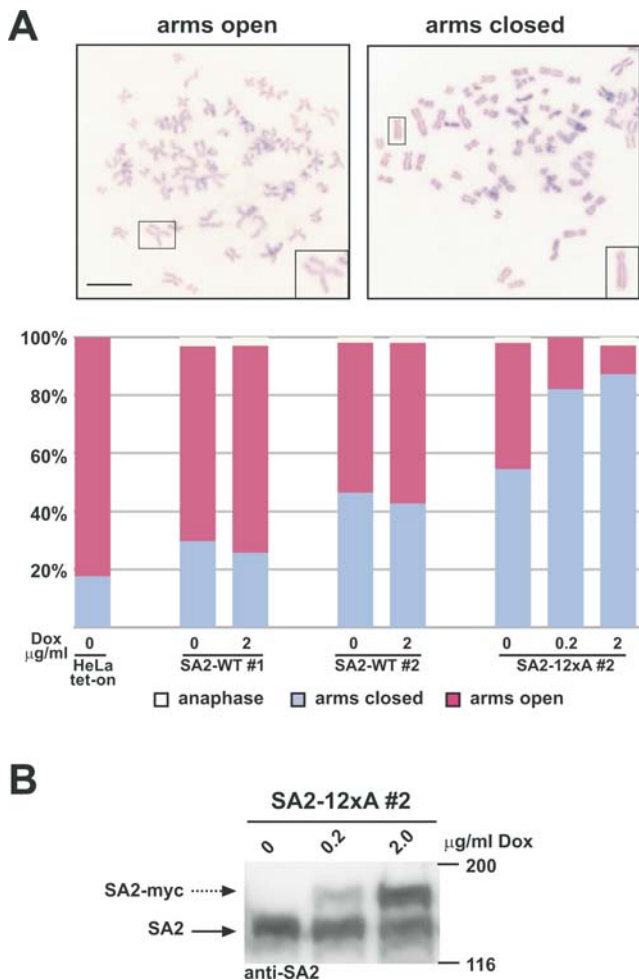 A
arms open
arms closed
100%
80%
60%
40%
20%
Dox
µg/ml
0
0
2
0
2
0
0.2
2
HeLa
tet-on
SA2-WT #1
SA2-WT #2
SA2-12xA #2
anaphase
arms closed
arms open
B
SA2-12xA #2
0
0.2
2.0
µg/ml Dox
200
SA2-myc
SA2
116
anti-SA2